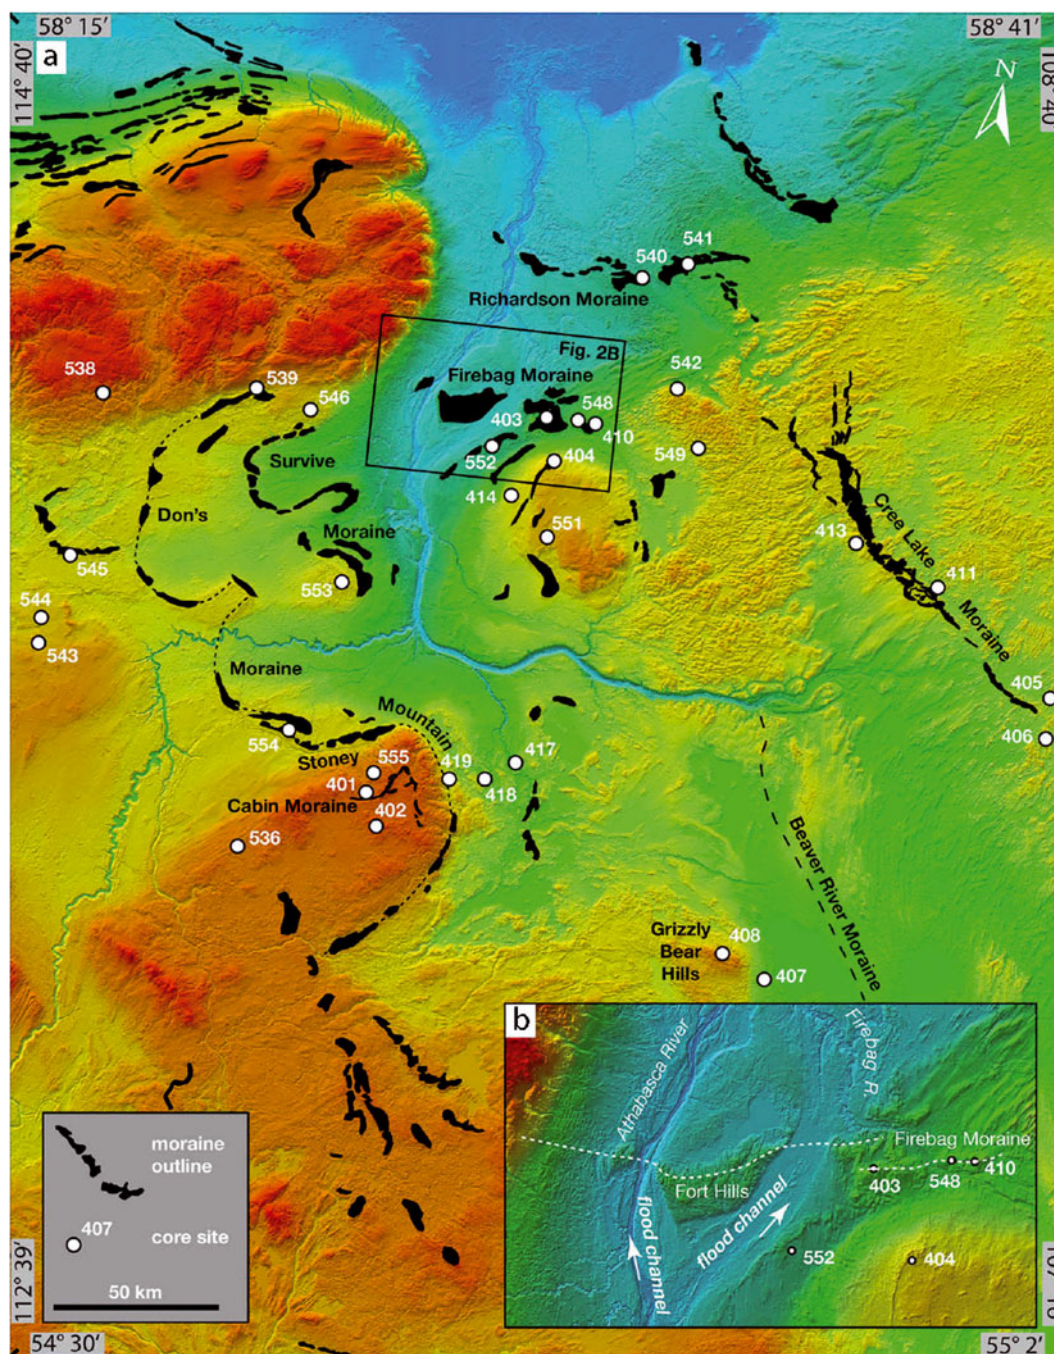 58° 15′
58° 41′
114° 40′
108° 40′
a
N
541
540
Richardson Moraine
Fig. 2B
538
539
542
Firebag Moraine
546
548
403
410
Survive
552
404
549
414
Don's
Moraine
551
413
Cree Lake
545
553
411
544
543
Moraine
Moraine
405
Mountain
406
554
417
Stoney
555
419
401
418
Cabin Moraine
402
536
Beaver River Moraine
Grizzly
Bear
Hills
408
407
b
Athabasca River
Firebag R.
moraine
outline
Firebag Moraine
407
core site
Fort Hills
403
548
410
flood channel
flood channel
552
404
50 km
112° 39′
54° 30′
55° 2′